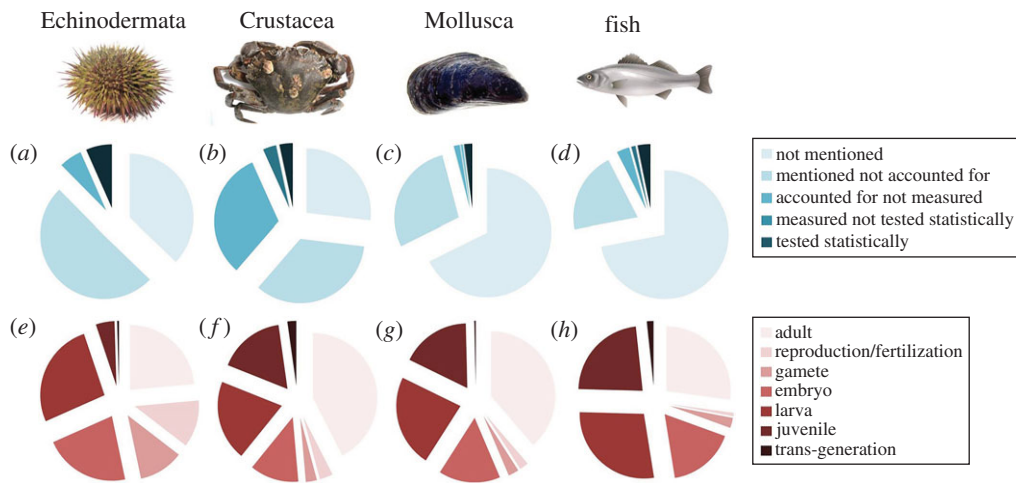 Echinodermata
Crustacea
Mollusca
fish
(a)
(b)
(c)
(d)
not mentioned
mentioned not accounted for
accounted for not measured
measured not tested statistically
tested statistically
(e)
(f)
(g)
(h)
adult
reproduction/fertilization
gamete
embryo
larva
juvenile
trans-generation